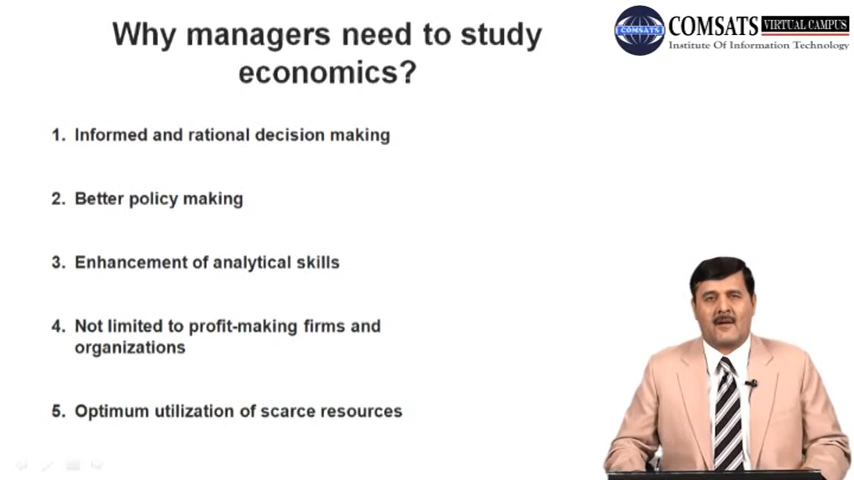 Why managers need to study
economics?
COMSATS
COMSATS VIRTUAL CAMPUS
Institute Of Information Technology
1. Informed and rational decision making
2. Better policy making
3. Enhancement of analytical skills
4. Not limited to profit-making firms and
organizations
5. Optimum utilization of scarce resources